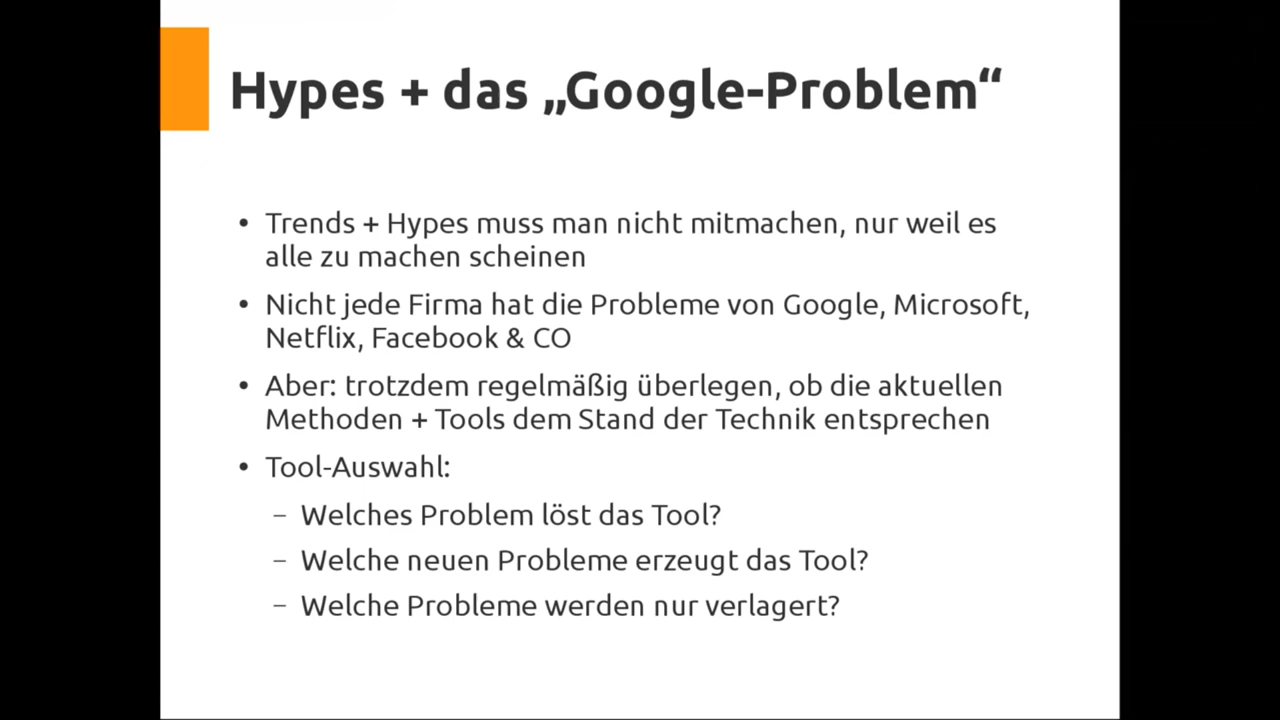 Hypes + das „Google-Problem“
• Trends + Hypes muss man nicht mitmachen, nur weil es
alle zu machen scheinen
• Nicht jede Firma hat die Probleme von Google, Microsoft,
Netflix, Facebook & CO
• Aber: trotzdem regelmäßig überlegen, ob die aktuellen
Methoden + Tools dem Stand der Technik entsprechen
• Tool-Auswahl:
– Welches Problem löst das Tool?
– Welche neuen Probleme erzeugt das Tool?
– Welche Probleme werden nur verlagert?